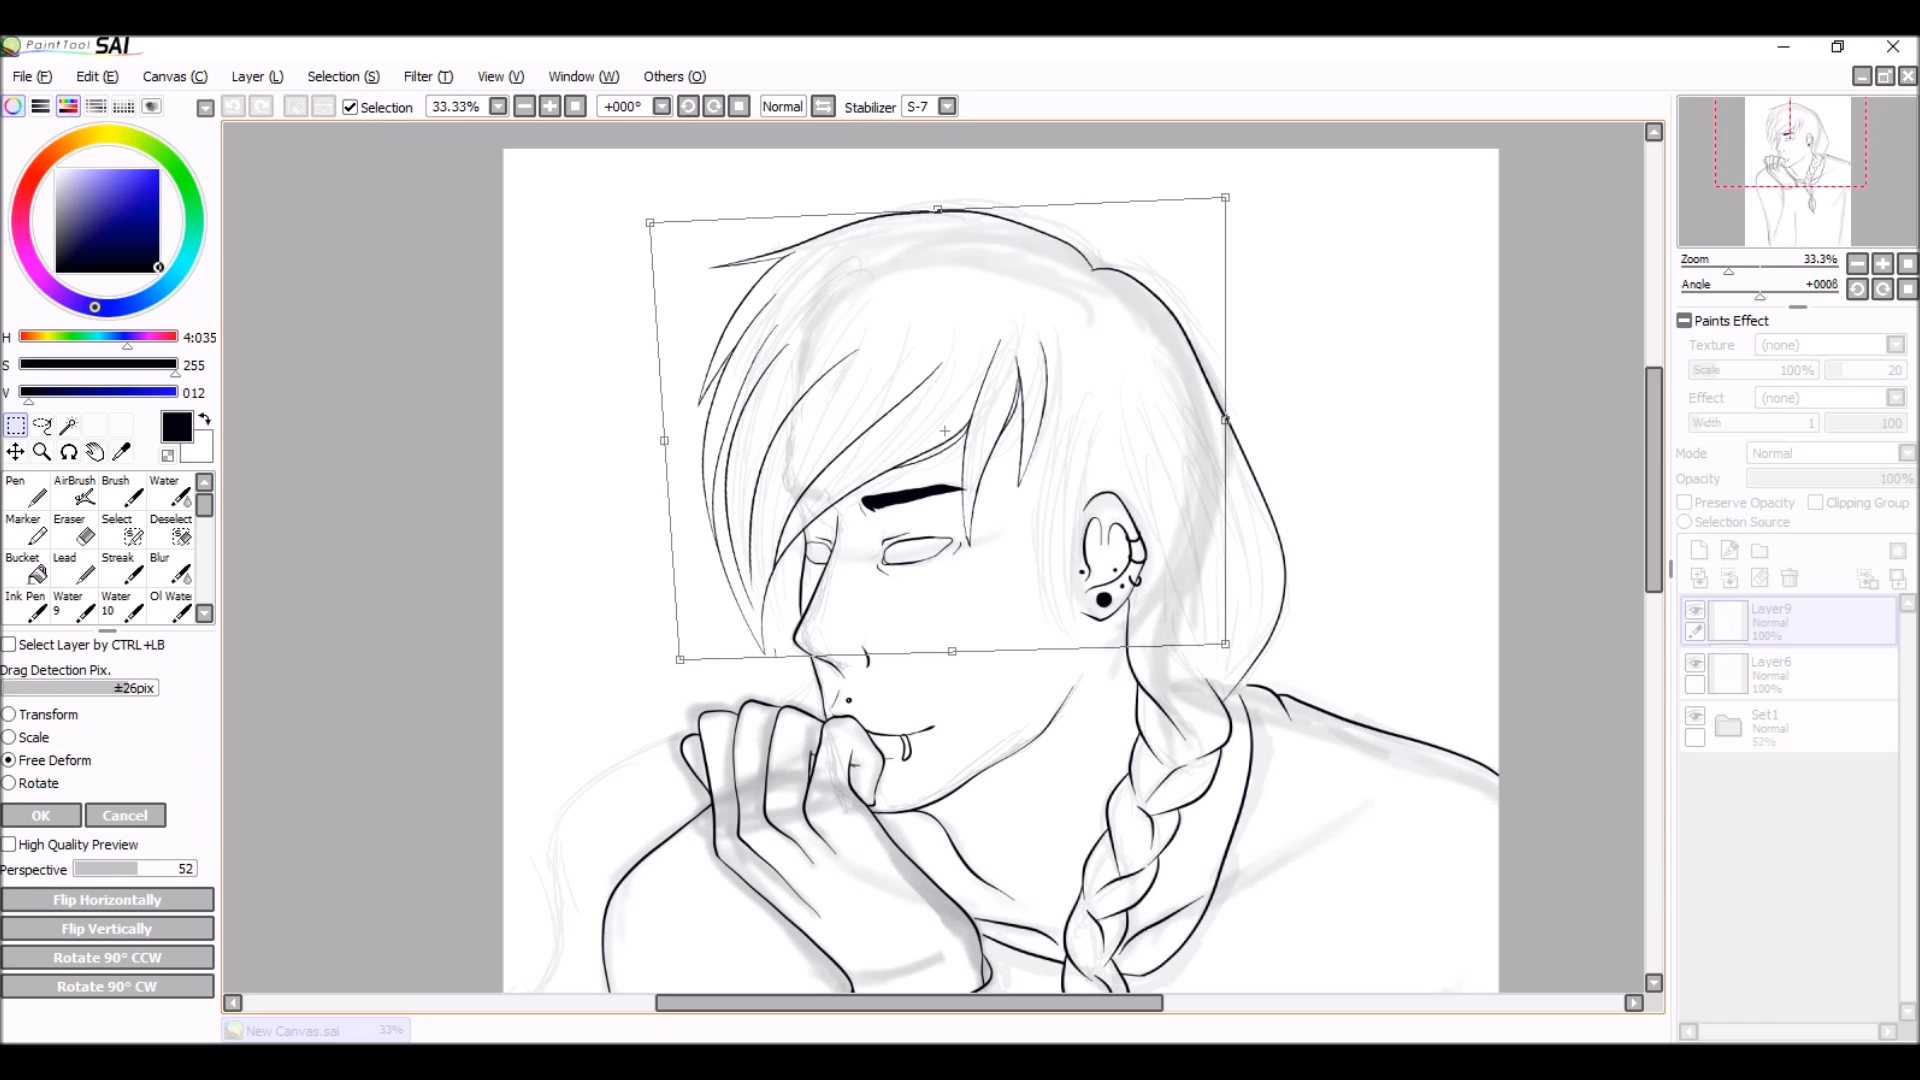 PaintTool SAI
File (F) Edit (E) Canvas (C) Layer (L) Selection (S) Filter (T) View (V) Window (W) Others (O)
Selection 33.33% +000° Normal Stabilizer S-7
H 4:035
S 255
V 012
Pen AirBrush Brush Water
Marker Eraser Select Deselect
Bucket Lead Streak Blur
Ink Pen Water 9 Water 10 Ol Wate
Select Layer by CTRL+LB
Drag Detection Pix.
±26pix
Transform
Scale
Free Deform
Rotate
OK Cancel
High Quality Preview
Perspective 52
Flip Horizontally
Flip Vertically
Rotate 90° CCW
Rotate 90° CW
New Canvas.sai 33%
Zoom 33.3%
Angle +000ß
Paints Effect
Texture (none)
Scale 100% 20
Effect (none)
Width 1 100
Mode Normal
Opacity 100%
Preserve Opacity Clipping Group
Selection Source
Layer9
Normal
100%
Layer6
Normal
100%
Set1
Normal
52%